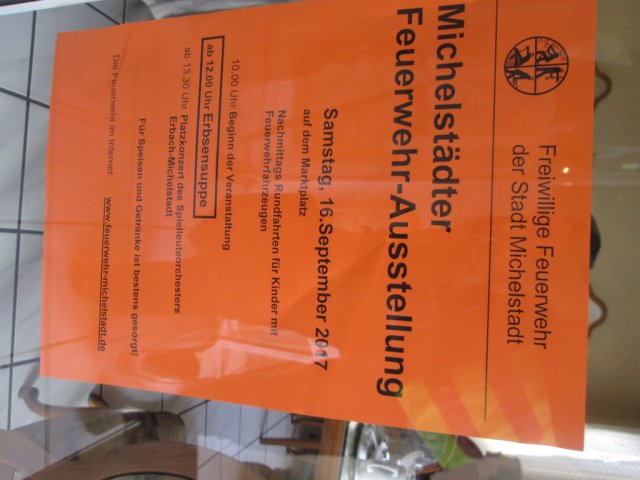 Freiwillige Feuerwehr
der Stadt Michelstadt
Michelstädter
Feuerwehr-Ausstellung
Samstag, 16.September 2017
auf dem Marktplatz
Nachmittags Rundfahrten für Kinder mit
Feuerwehrfahrzeugen
10.00 Uhr Beginn der Veranstaltung
ab 12.00 Uhr Erbsensuppe
ab 13.30 Uhr Platzkonzert des Spielleuteorchesters
Erbach-Michelstadt
Für Speisen und Getränke ist bestens gesorgt!
Die Feuerwehr im Internet: www.feuerwehr-michelstadt.de